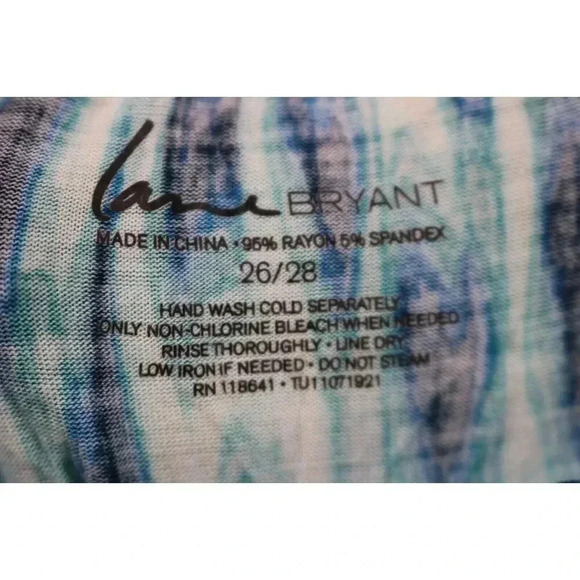 Lane BRYANT
MADE IN CHINA • 95% RAYON 5% SPANDEX
26/28
HAND WASH COLD SEPARATELY
ONLY NON-CHLORINE BLEACH WHEN NEEDED
RINSE THOROUGHLY • LINE DRY
LOW IRON IF NEEDED • DO NOT STEAM
RN 118641 • TU11071921